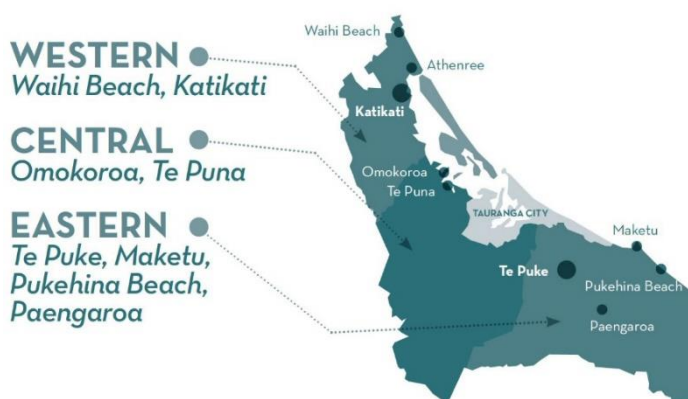 WESTERN
Waihi Beach, Katikati
CENTRAL
Omokoroa, Te Puna
EASTERN
Te Puke, Maketu,
Pukehina Beach,
Paengaroa
Waihi Beach
Athenree
Katikati
Omokoroa
Te Puna
TAURANGA CITY
Maketu
Te Puke
Pukehina Beach
Paengaroa